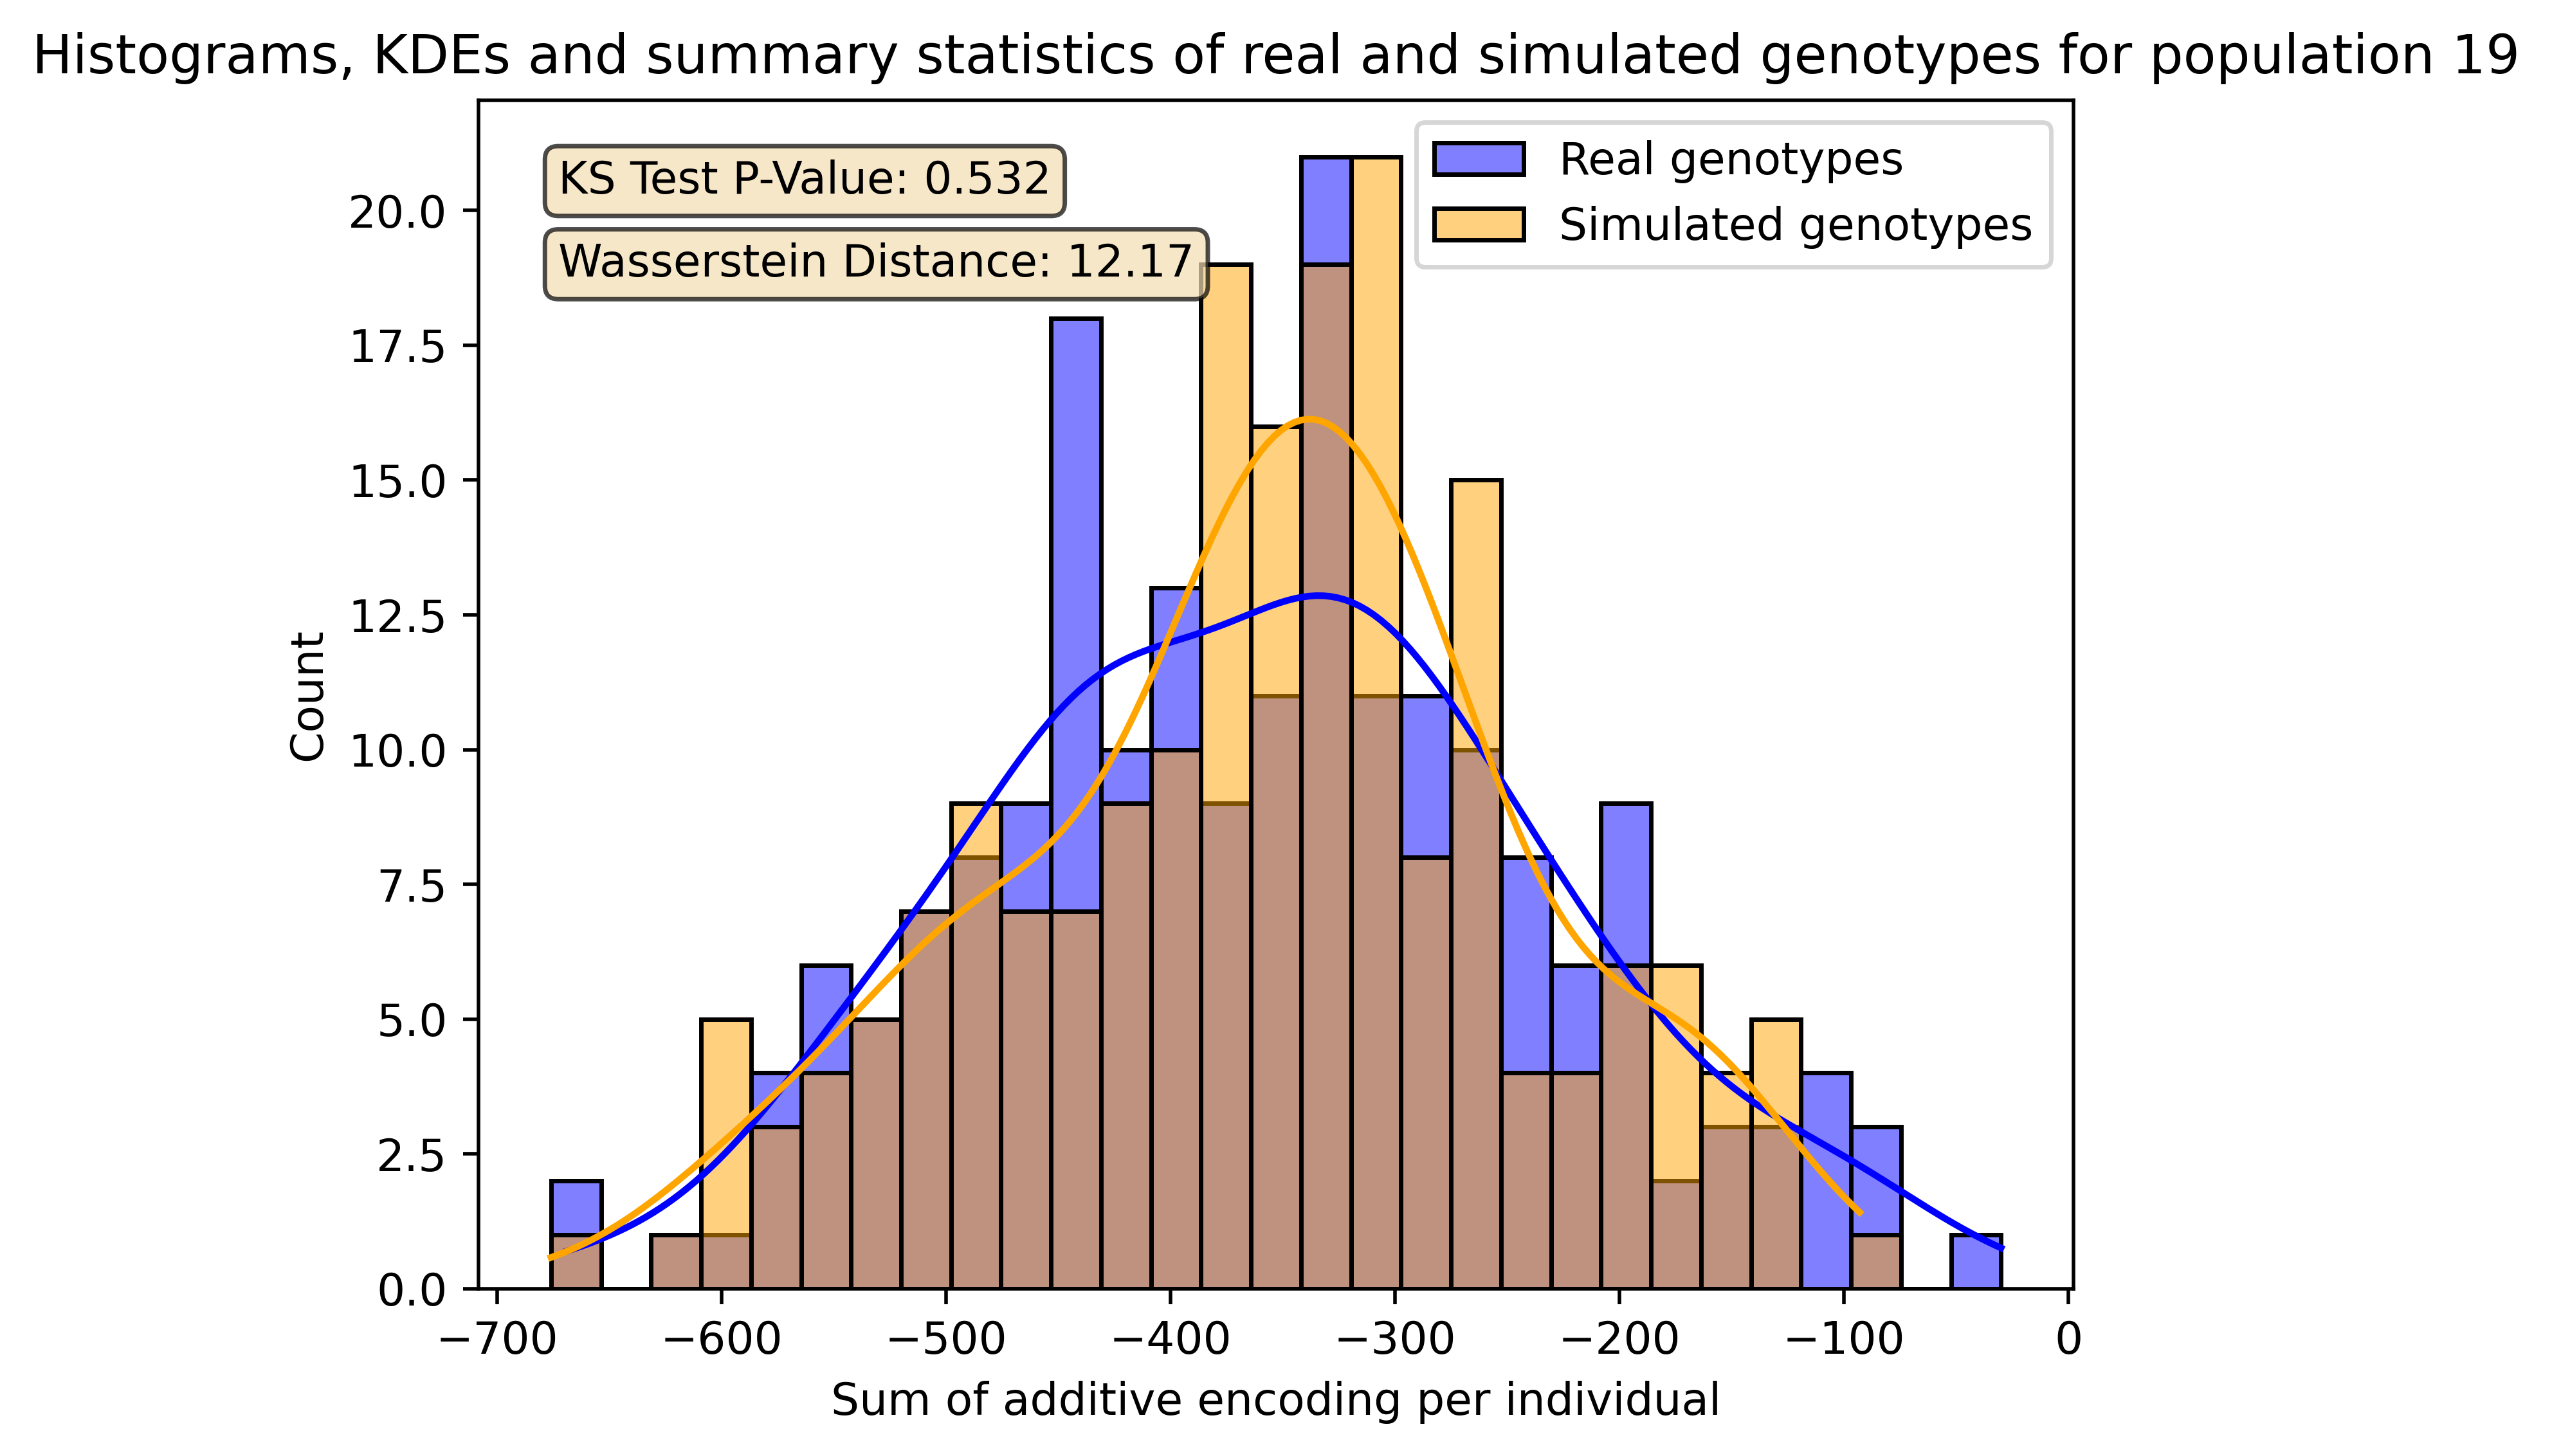 Histograms, KDEs and summary statistics of real and simulated genotypes for population 19
KS Test P-Value: 0.532
Wasserstein Distance: 12.17
Real genotypes
Simulated genotypes
20.0
17.5
15.0
12.5
10.0
7.5
5.0
2.5
0.0
Count
−700 −600 −500 −400 −300 −200 −100 0
Sum of additive encoding per individual